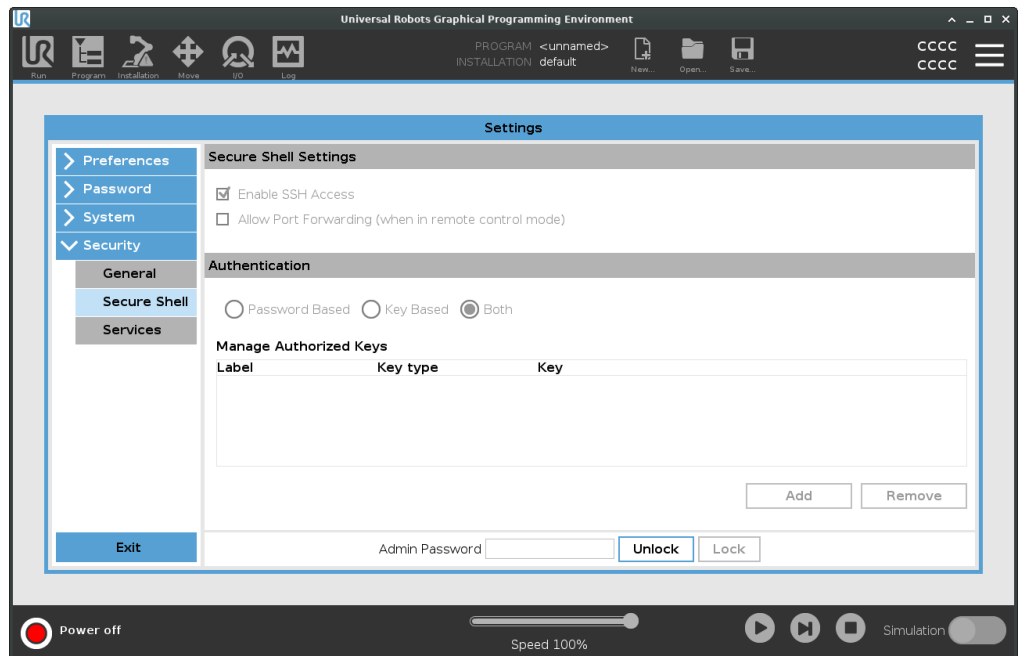 UR
Universal Robots Graphical Programming Environment
UR
PROGRAM <unnamed>
INSTALLATION default
CCCC
CCCC
Run Program Installation Move I/O Log New... Open... Save...
Settings
Preferences
Password
System
Security
General
Secure Shell
Services
Exit
Secure Shell Settings
Enable SSH Access
Allow Port Forwarding (when in remote control mode)
Authentication
Password Based Key Based Both
Manage Authorized Keys
Label Key type Key
Add Remove
Admin Password Unlock Lock
Power off
Speed 100%
Simulation